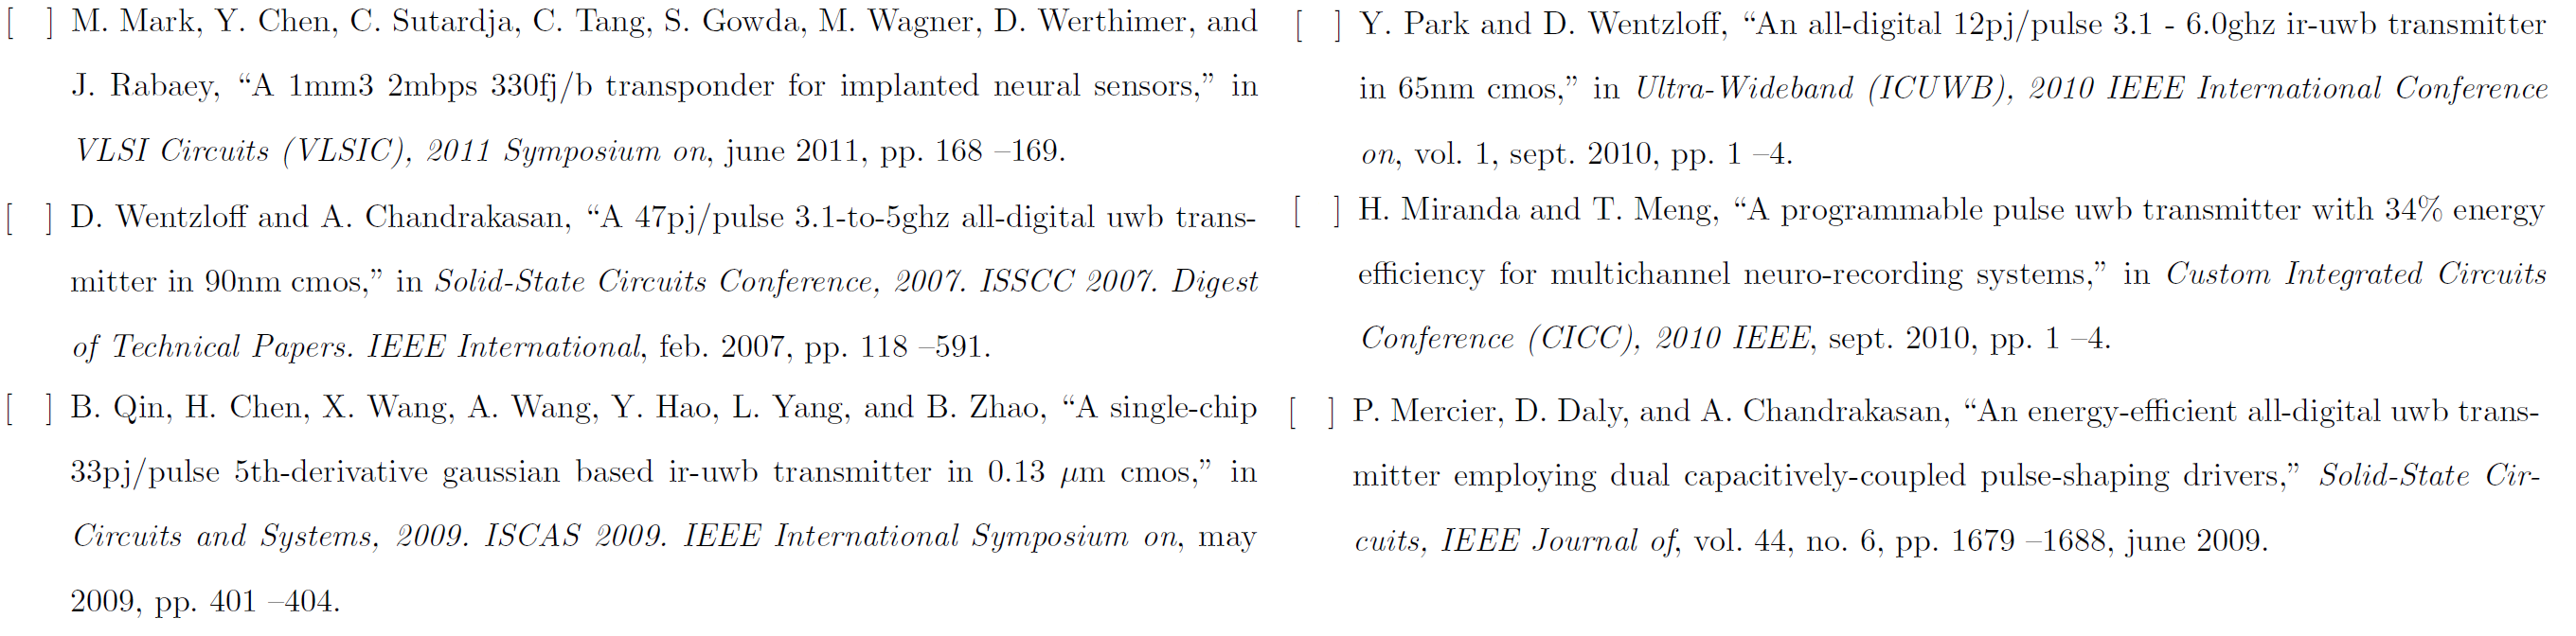 [ ] M. Mark, Y. Chen, C. Sutardja, C. Tang, S. Gowda, M. Wagner, D. Werthimer, and
J. Rabaey, “A 1mm3 2mbps 330fj/b transponder for implanted neural sensors,” in
VLSI Circuits (VLSIC), 2011 Symposium on, june 2011, pp. 168 –169.
[ ] D. Wentzloff and A. Chandrakasan, “A 47pj/pulse 3.1-to-5ghz all-digital uwb trans-
mitter in 90nm cmos,” in Solid-State Circuits Conference, 2007. ISSCC 2007. Digest
of Technical Papers. IEEE International, feb. 2007, pp. 118 –591.
[ ] B. Qin, H. Chen, X. Wang, A. Wang, Y. Hao, L. Yang, and B. Zhao, “A single-chip
33pj/pulse 5th-derivative gaussian based ir-uwb transmitter in 0.13 μm cmos,” in
Circuits and Systems, 2009. ISCAS 2009. IEEE International Symposium on, may
2009, pp. 401 –404.
[ ] Y. Park and D. Wentzloff, “An all-digital 12pj/pulse 3.1 - 6.0ghz ir-uwb transmitter
in 65nm cmos,” in Ultra-Wideband (ICUWB), 2010 IEEE International Conference
on, vol. 1, sept. 2010, pp. 1 –4.
[ ] H. Miranda and T. Meng, “A programmable pulse uwb transmitter with 34% energy
efficiency for multichannel neuro-recording systems,” in Custom Integrated Circuits
Conference (CICC), 2010 IEEE, sept. 2010, pp. 1 –4.
[ ] P. Mercier, D. Daly, and A. Chandrakasan, “An energy-efficient all-digital uwb trans-
mitter employing dual capacitively-coupled pulse-shaping drivers,” Solid-State Cir-
cuits, IEEE Journal of, vol. 44, no. 6, pp. 1679 –1688, june 2009.